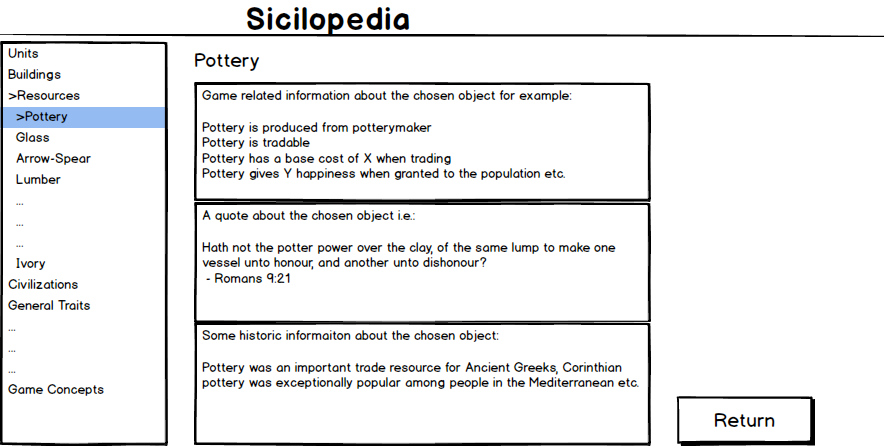 Sicilopedia
Units
Buildings
>Resources
>Pottery
Glass
Arrow-Spear
Lumber
...
...
...
Ivory
Civilizations
General Traits
...
...
...
Game Concepts
Pottery
Game related information about the chosen object for example:
Pottery is produced from potterymaker
Pottery is tradable
Pottery has a base cost of X when trading
Pottery gives Y happiness when granted to the population etc.
A quote about the chosen object i.e.:
Hath not the potter power over the clay, of the same lump to make one
vessel unto honour, and another unto dishonour?
- Romans 9:21
Some historic informaiton about the chosen object:
Pottery was an important trade resource for Ancient Greeks, Corinthian
pottery was exceptionally popular among people in the Mediterranean etc.
Return